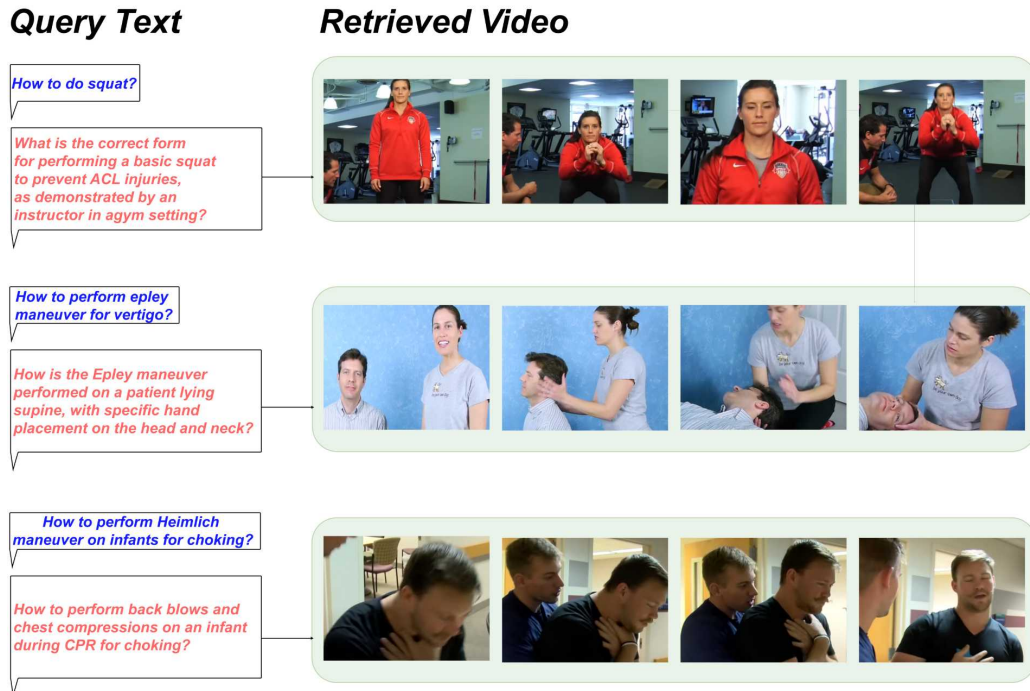 Query Text
Retrieved Video
How to do squat?
What is the correct form
for performing a basic squat
to prevent ACL injuries,
as demonstrated by an
instructor in agym setting?
How to perform epley
maneuver for vertigo?
How is the Epley maneuver
performed on a patient lying
supine, with specific hand
placement on the head and neck?
How to perform Heimlich
maneuver on infants for choking?
How to perform back blows and
chest compressions on an infant
during CPR for choking?